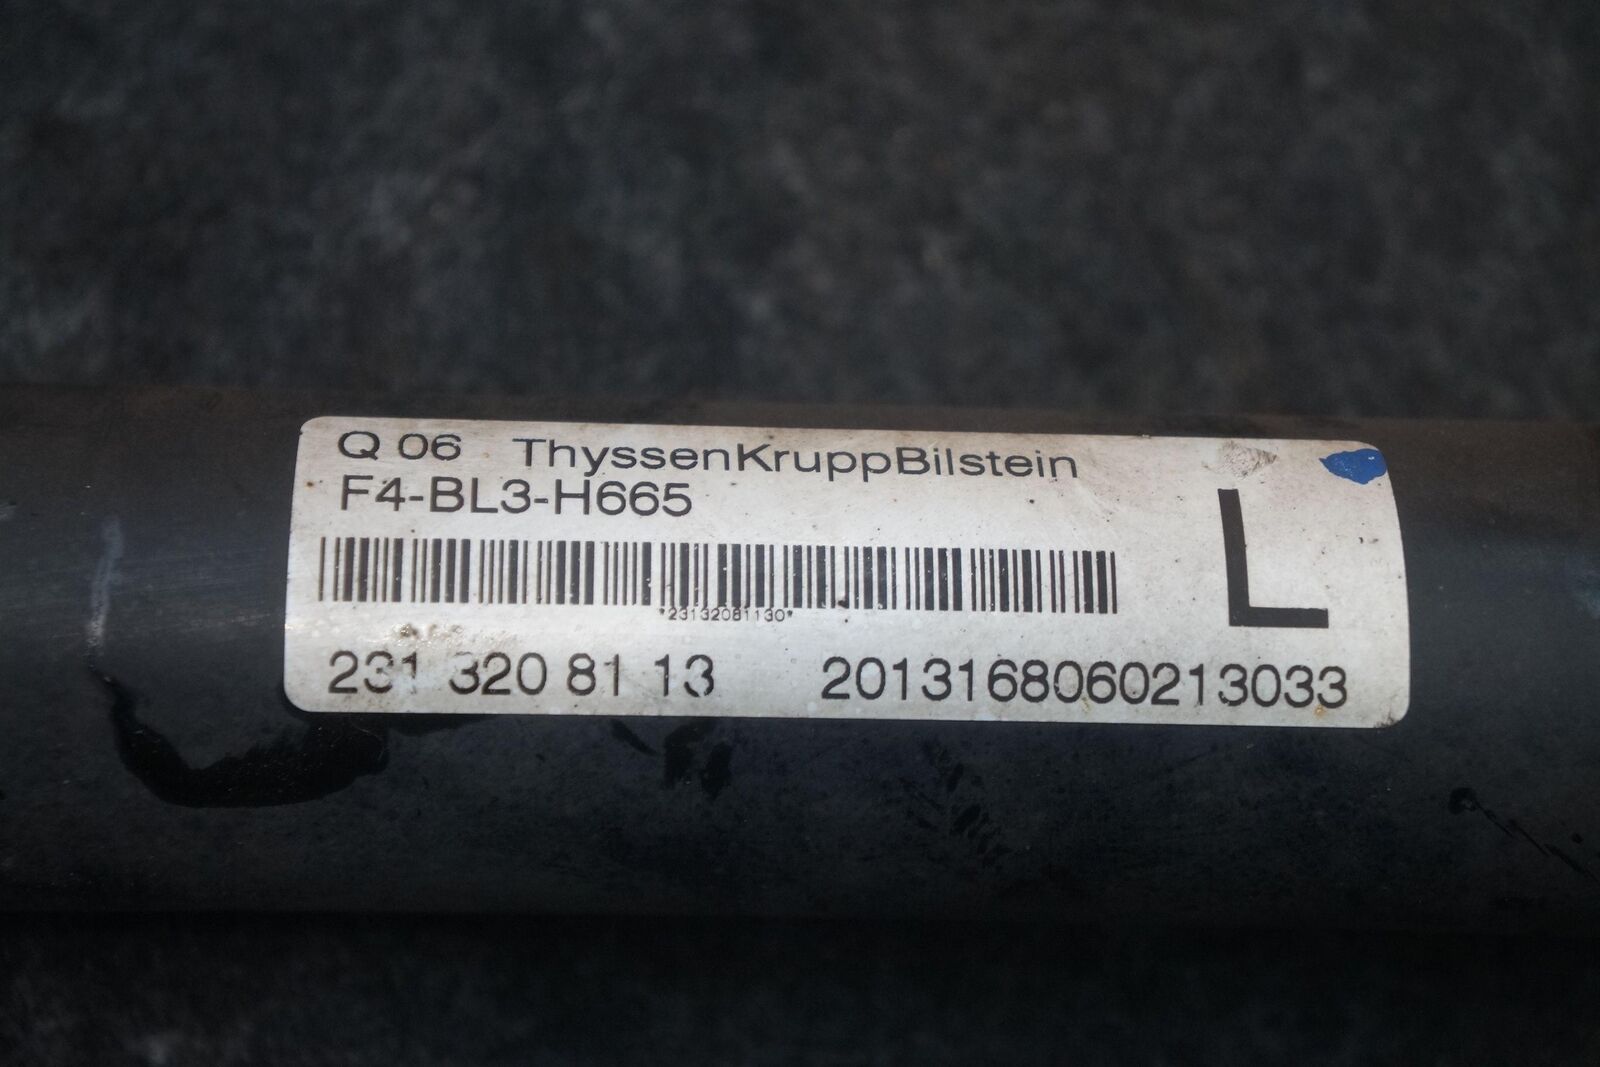 Q 06 ThyssenKruppBilstein
F4-BL3-H665
L
*23132081130*
231 320 81 13 2013168060213033